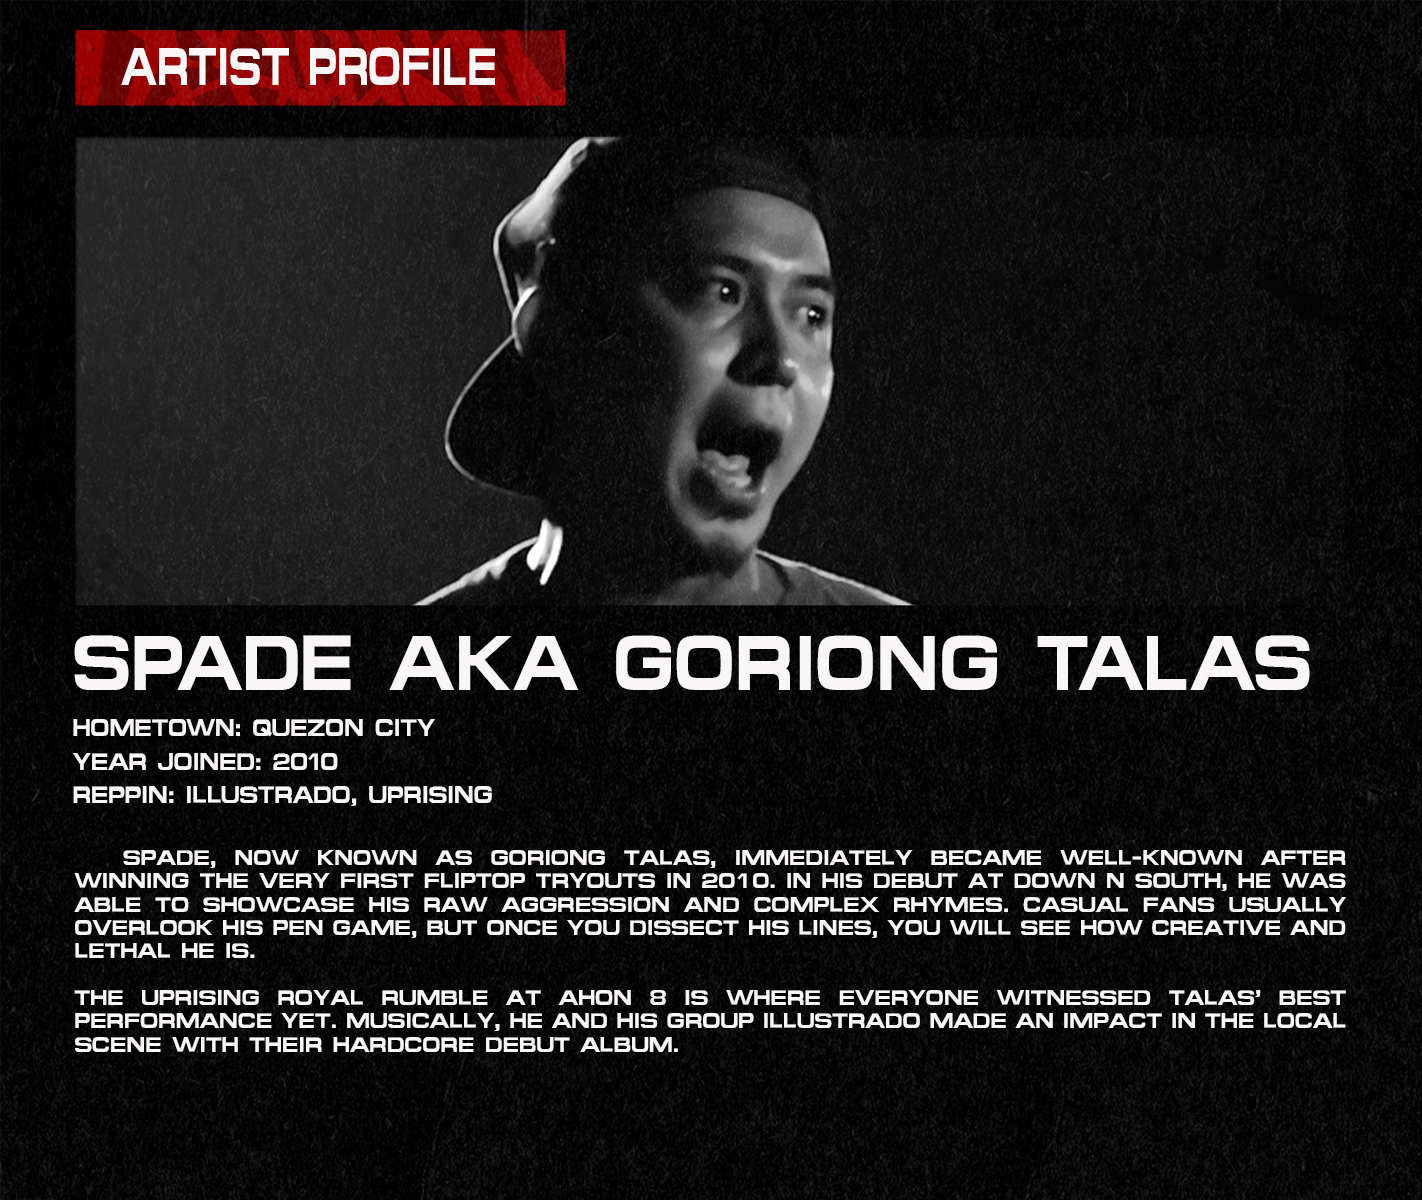 ARTIST PROFILE
SPADE AKA GORIONG TALAS
HOMETOWN: QUEZON CITY
YEAR JOINED: 2010
REPPIN: ILLUSTRADO, UPRISING
SPADE, NOW KNOWN AS GORIONG TALAS, IMMEDIATELY BECAME WELL-KNOWN AFTER
WINNING THE VERY FIRST FLIPTOP TRYOUTS IN 2010. IN HIS DEBUT AT DOWN N SOUTH, HE WAS
ABLE TO SHOWCASE HIS RAW AGGRESSION AND COMPLEX RHYMES. CASUAL FANS USUALLY
OVERLOOK HIS PEN GAME, BUT ONCE YOU DISSECT HIS LINES, YOU WILL SEE HOW CREATIVE AND
LETHAL HE IS.
THE UPRISING ROYAL RUMBLE AT AHON 8 IS WHERE EVERYONE WITNESSED TALAS' BEST
PERFORMANCE YET. MUSICALLY, HE AND HIS GROUP ILLUSTRADO MADE AN IMPACT IN THE LOCAL
SCENE WITH THEIR HARDCORE DEBUT ALBUM.